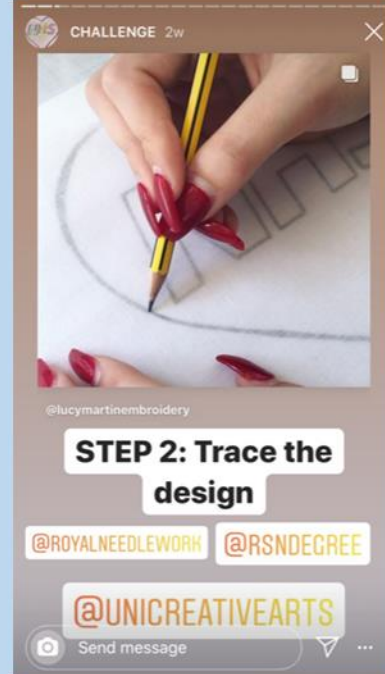 CHALLENGE 2w
@lucymartinembroidery
STEP 2: Trace the
design
@ROYALNEEDLEWORK @RSNDEGREE
@UNICREATIVEARTS
Send message